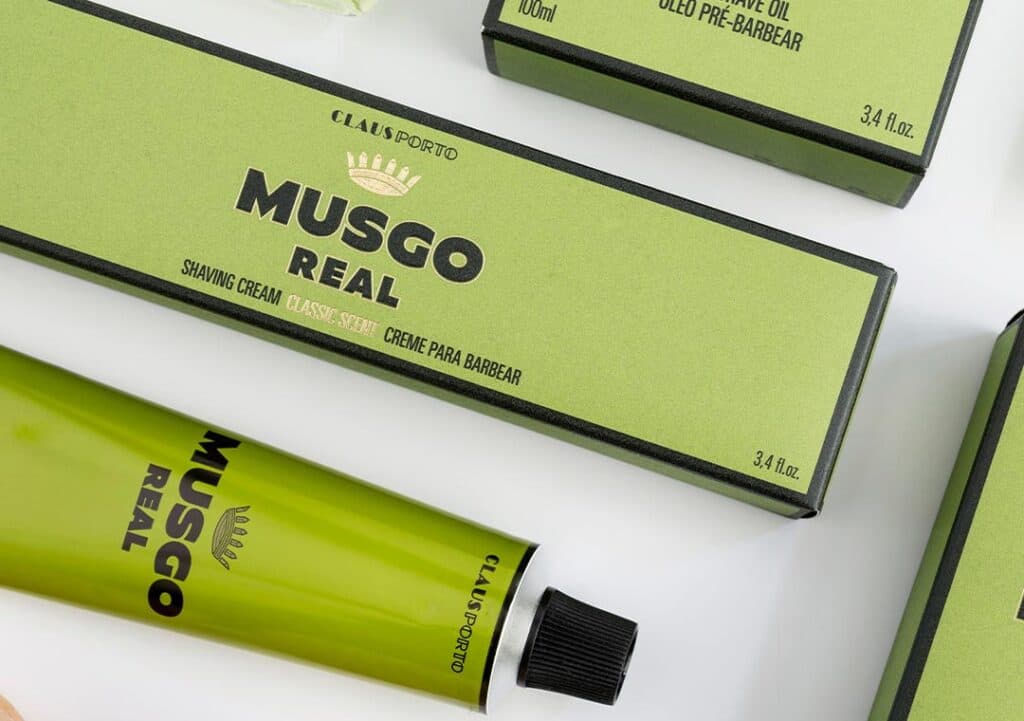 100ml
OIL
ÓLEO PRÉ-BARBEAR
3,4 fl.oz.
CLAUS PORTO
MUSGO
REAL
SHAVING CREAM CLASSIC SCENT CREME PARA BARBEAR
3,4 fl.oz.
MUSGO
REAL
CLAUS PORTO